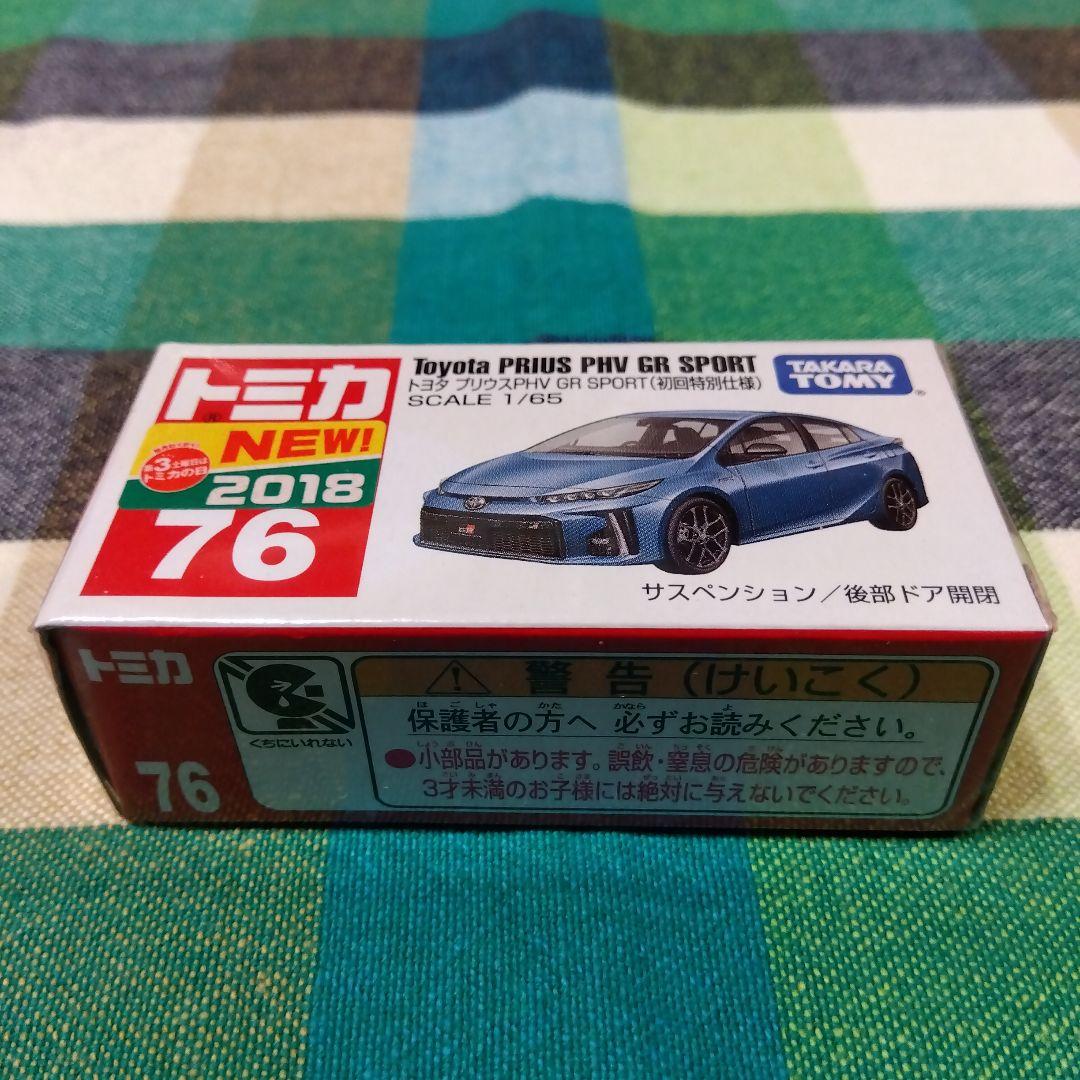 トミカ
®
NEW!
第3土曜日は
トミカの日
2018
76
Toyota PRIUS PHV GR SPORT
トヨタ プリウスPHV GR SPORT(初回特別仕様)
SCALE 1/65
TAKARA
TOMY
®
サスペンション/後部ドア開閉
トミカ
76
くちにいれない
警告(けいこく)
保護者の方へ 必ずお読みください。
●小部品があります。誤飲・窒息の危険がありますので、
3才未満のお子様には絶対に与えないでください。